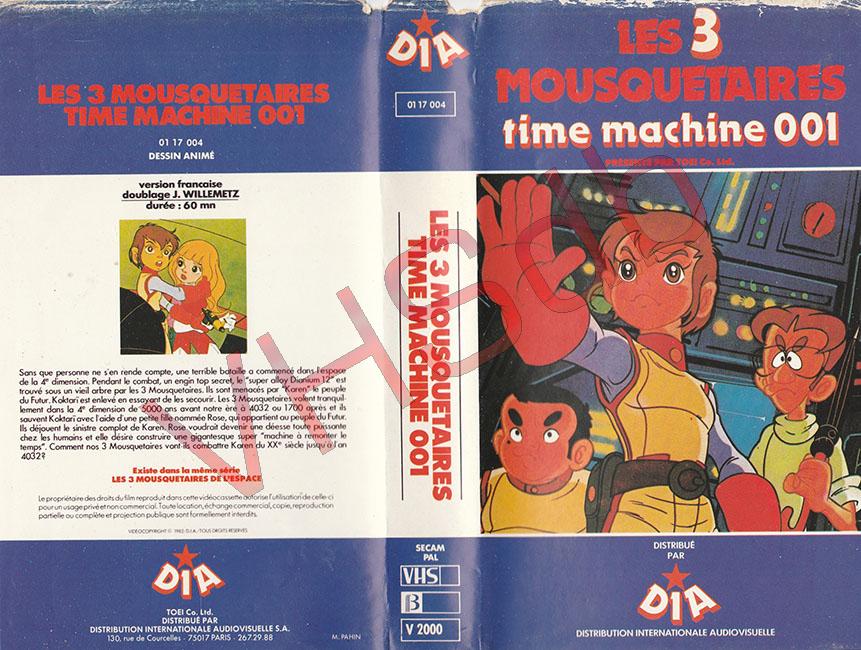 LES 3 MOUSQUETAIRES
TIME MACHINE 001
01 17 004
DESSIN ANIMÉ
version francaise
doublage J. WILLEMETZ
durée : 60 mn
Sans que personne ne s'en rende compte, une terrible bataille a commencé dans l'espace
de la 4e dimension. Pendant le combat, un engin top secret, le "super alloy Dianium 12" est
trouvé sous un vieil arbre par les 3 Mousquetaires. Ils sont menacés par "Karen" le peuple
du Futur. Koktari est enlevé en essayant de les secourir. Les 3 Mousquetaires volent tranquil-
lement dans la 4e dimension de 5000 ans avant notre ère à 4032 ou 1700 après et ils
sauvent Koktari avec l'aide d'une petite fille nommée Rose, qui appartient au peuple du Futur.
Ils déjouent le sinistre complot de Karen. Rose voudrait devenir une déesse toute puissante
chez les humains et elle désire construire une gigantesque super "machine à remonter le
temps". Comment nos 3 Mousquetaires vont-ils combattre Karen du XXe siècle jusqu'à l'an
4032?
Existe dans la même série
LES 3 MOUSQUETAIRES DE L'ESPACE
Le propriétaire des droits du film reproduit dans cette vidéocassette autorise l'utilisation de celle-ci
pour un usage privé et non commercial. Toute location, échange commercial, copie, reproduction
partielle ou complète et projection publique sont formellement interdits.
VIDÉOCOPYRIGHT © 1982 D.I.A./TOUS DROITS RÉSERVÉS
DIA
TOEI Co. Ltd.
DISTRIBUÉ PAR
DISTRIBUTION INTERNATIONALE AUDIOVISUELLE S.A.
130, rue de Courcelles - 75017 PARIS - 267.29.88
M. PAHIN
DIA
01 17 004
LES 3 MOUSQUETAIRES
TIME MACHINE 001
SECAM
PAL
VHS
β
V 2000
LES 3
MOUSQUETAIRES
time machine 001
PRÉSENTÉ PAR TOEI Co. Ltd.
DISTRIBUÉ
PAR
DIA
DISTRIBUTION INTERNATIONALE AUDIOVISUELLE
VHSdb